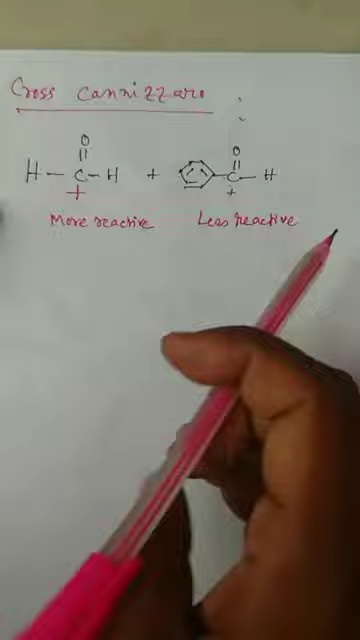 Cross Cannizzaro :
O O
H - C - H + C - H
+ +
More reactive Less reactive